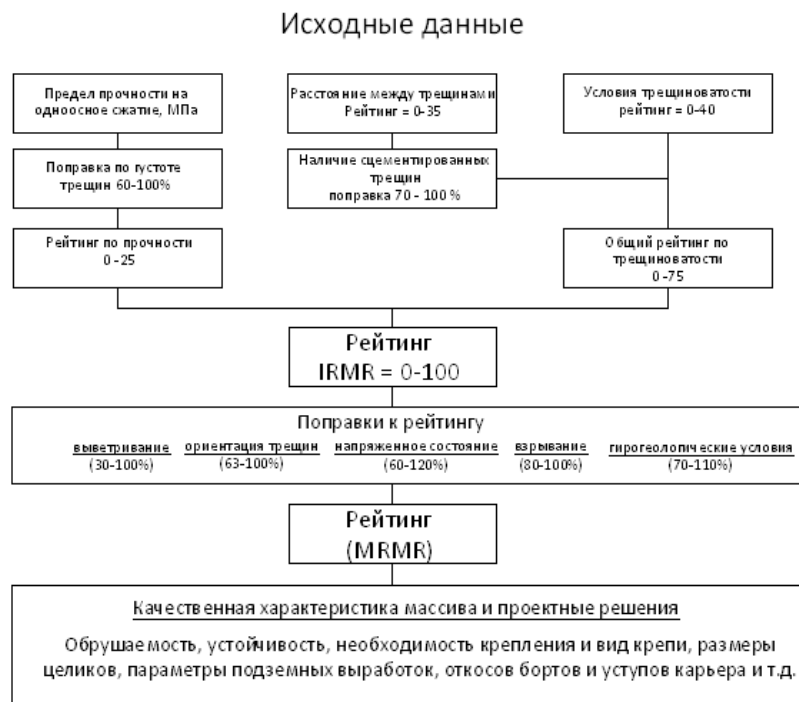 Исходные данные
Предел прочности на
одноосное сжатие, МПа
Расстояние между трещинами
Рейтинг = 0-35
Условия трещиноватости
рейтинг = 0-40
Поправка по густоте
трещин 60-100%
Наличие сцементированных
трещин
поправка 70 - 100 %
Рейтинг по прочности
0 -25
Общий рейтинг по
трещиноватости
0 -75
Рейтинг
IRMR = 0-100
Поправки к рейтингу
выветривание ориентация трещин напряженное состояние взрывание гирогеологические условия
(30-100%) (63-100%) (60-120%) (80-100%) (70-110%)
Рейтинг
(MRMR)
Качественная характеристика массива и проектные решения
Обрушаемость, устойчивость, необходимость крепления и вид крепи, размеры
целиков, параметры подземных выработок, откосов бортов и уступов карьера и т.д.